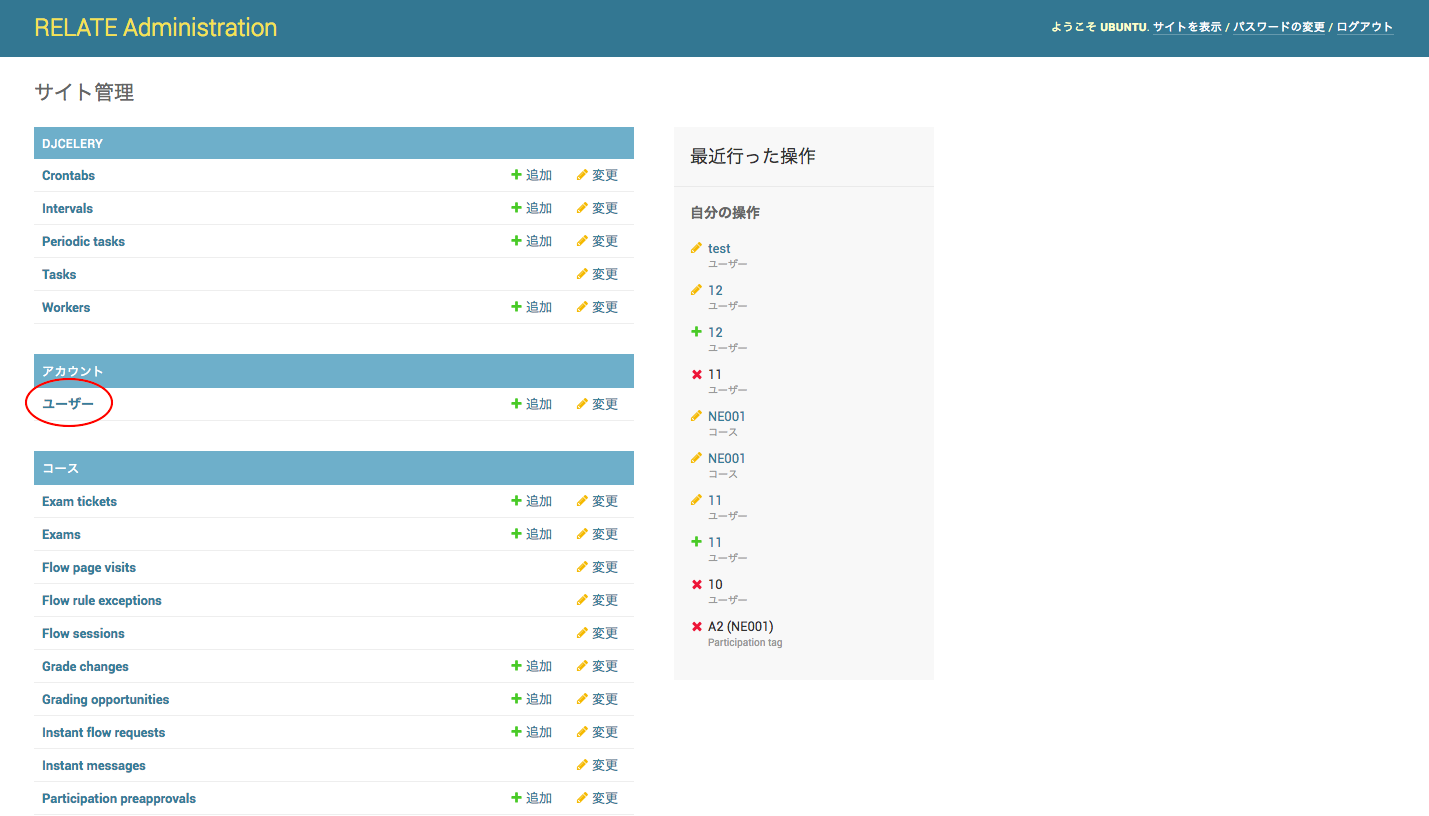 RELATE Administration
ようこそ UBUNTU. サイトを表示 / パスワードの変更 / ログアウト
サイト管理
DJCELERY
Crontabs 追加 変更
Intervals 追加 変更
Periodic tasks 追加 変更
Tasks 変更
Workers 追加 変更
アカウント
ユーザー 追加 変更
コース
Exam tickets 追加 変更
Exams 追加 変更
Flow page visits 変更
Flow rule exceptions 変更
Flow sessions 変更
Grade changes 追加 変更
Grading opportunities 追加 変更
Instant flow requests 追加 変更
Instant messages 変更
Participation preapprovals 追加 変更
最近行った操作
自分の操作
test
ユーザー
12
ユーザー
12
ユーザー
11
ユーザー
NE001
コース
NE001
コース
11
ユーザー
11
ユーザー
10
ユーザー
A2 (NE001)
Participation tag